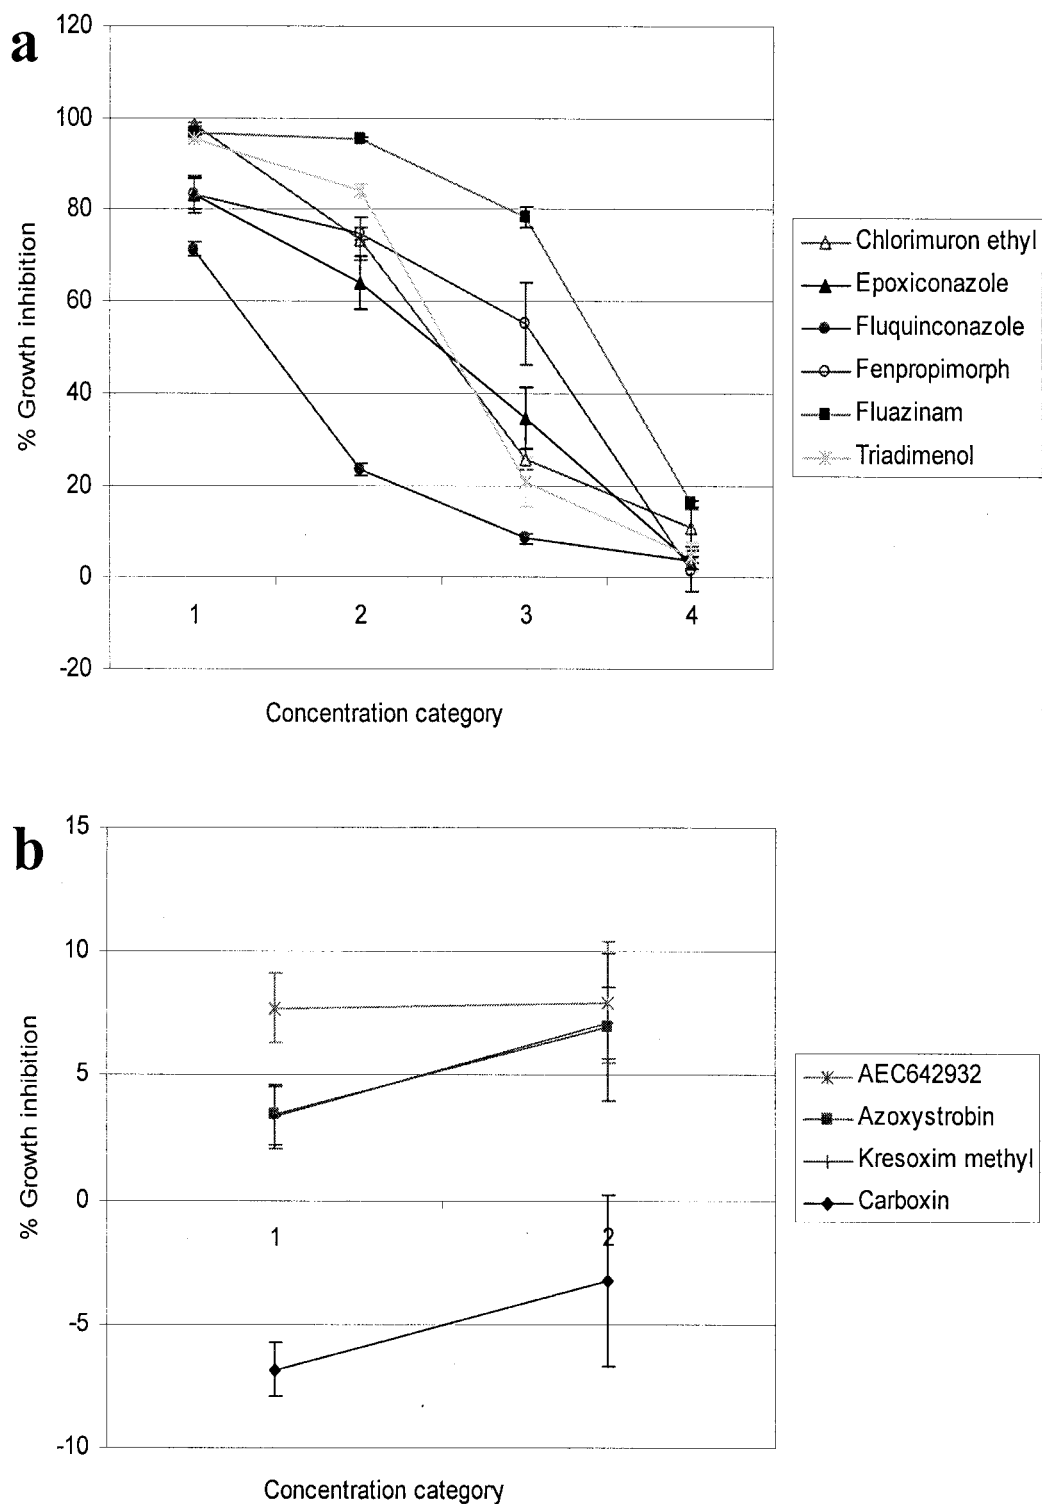 a
120
100
80
60
40
20
0
-20
% Growth inhibition
1 2 3 4
Concentration category
Chlorimuron ethyl
Epoxiconazole
Fluquinconazole
Fenpropimorph
Fluazinam
Triadimenol
b
15
10
5
0
-5
-10
% Growth inhibition
1 2
Concentration category
AEC642932
Azoxystrobin
Kresoxim methyl
Carboxin